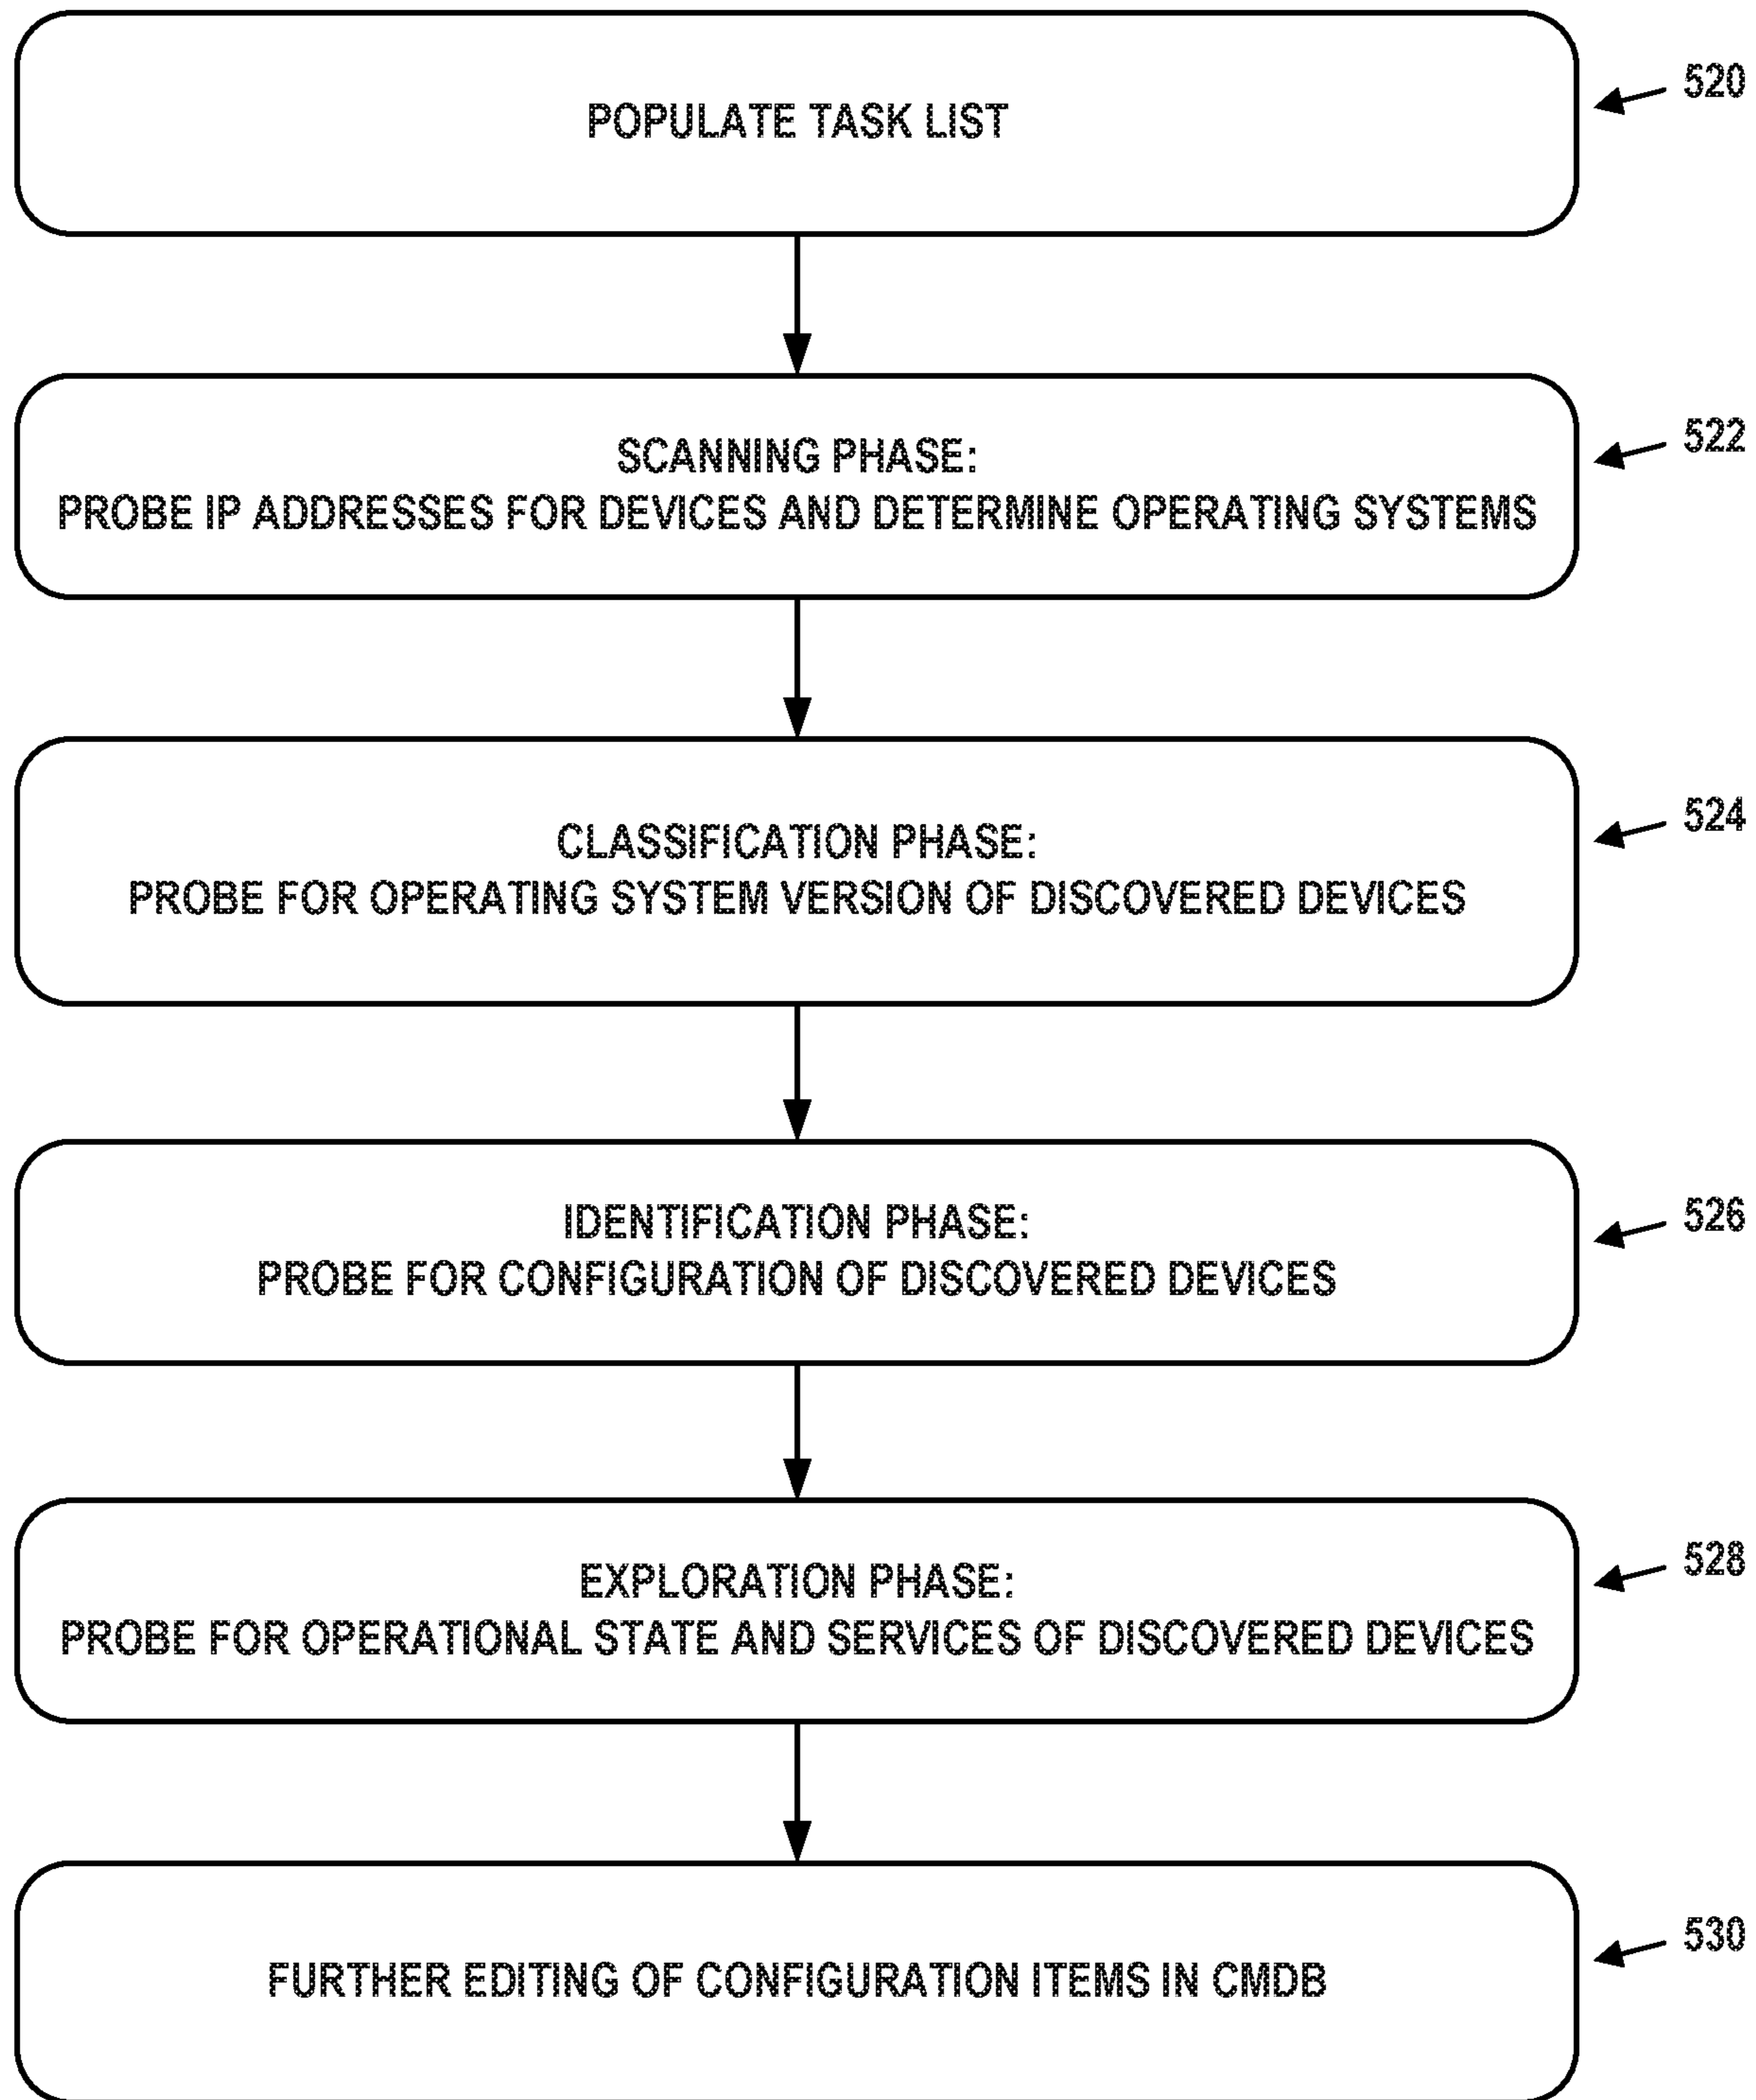 POPULATE TASK LIST
520
SCANNING PHASE:
PROBE IP ADDRESSES FOR DEVICES AND DETERMINE OPERATING SYSTEMS
522
CLASSIFICATION PHASE:
PROBE FOR OPERATING SYSTEM VERSION OF DISCOVERED DEVICES
524
IDENTIFICATION PHASE:
PROBE FOR CONFIGURATION OF DISCOVERED DEVICES
526
EXPLORATION PHASE:
PROBE FOR OPERATIONAL STATE AND SERVICES OF DISCOVERED DEVICES
528
FURTHER EDITING OF CONFIGURATION ITEMS IN CMDB
530